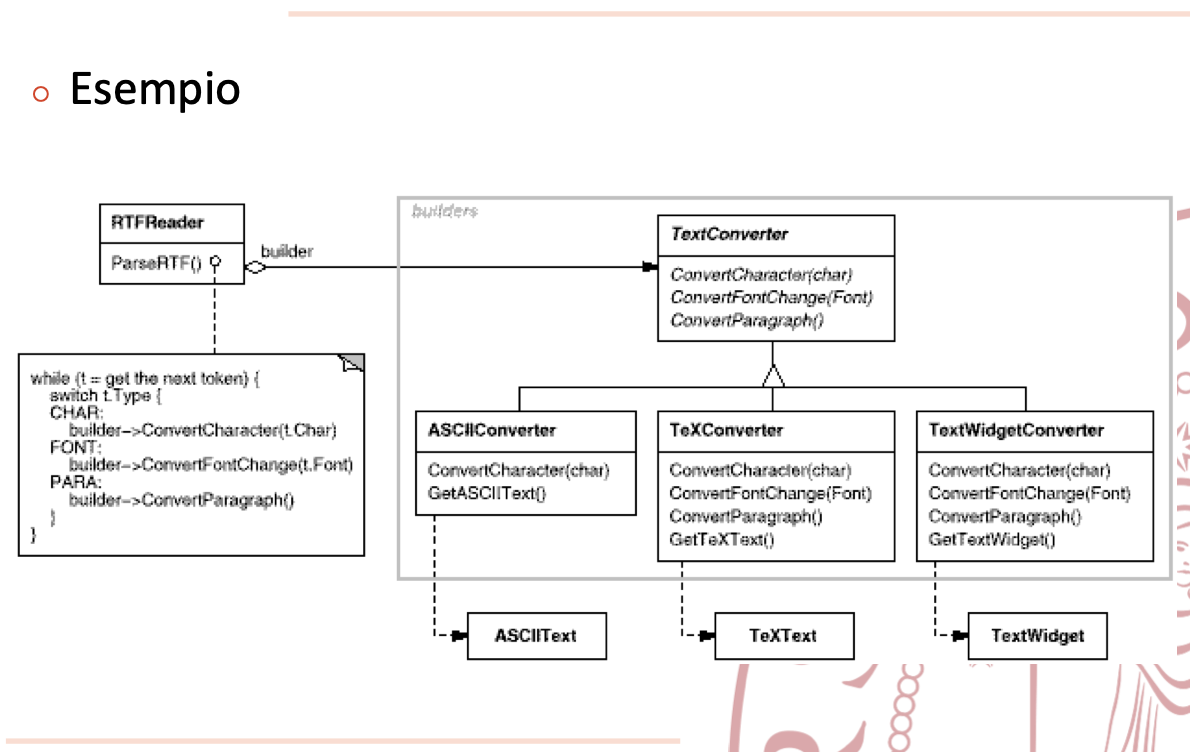 Esempio
RTFReader
ParseRTF()
builder
while (t = get the next token) {
switch t.Type {
CHAR:
builder->ConvertCharacter(t.Char)
FONT:
builder->ConvertFontChange(t.Font)
PARA:
builder->ConvertParagraph()
}
}
builders
TextConverter
ConvertCharacter(char)
ConvertFontChange(Font)
ConvertParagraph()
ASCIIConverter
ConvertCharacter(char)
GetASCIIText()
TeXConverter
ConvertCharacter(char)
ConvertFontChange(Font)
ConvertParagraph()
GetTeXText()
TextWidgetConverter
ConvertCharacter(char)
ConvertFontChange(Font)
ConvertParagraph()
GetTextWidget()
ASCIIText
TeXText
TextWidget